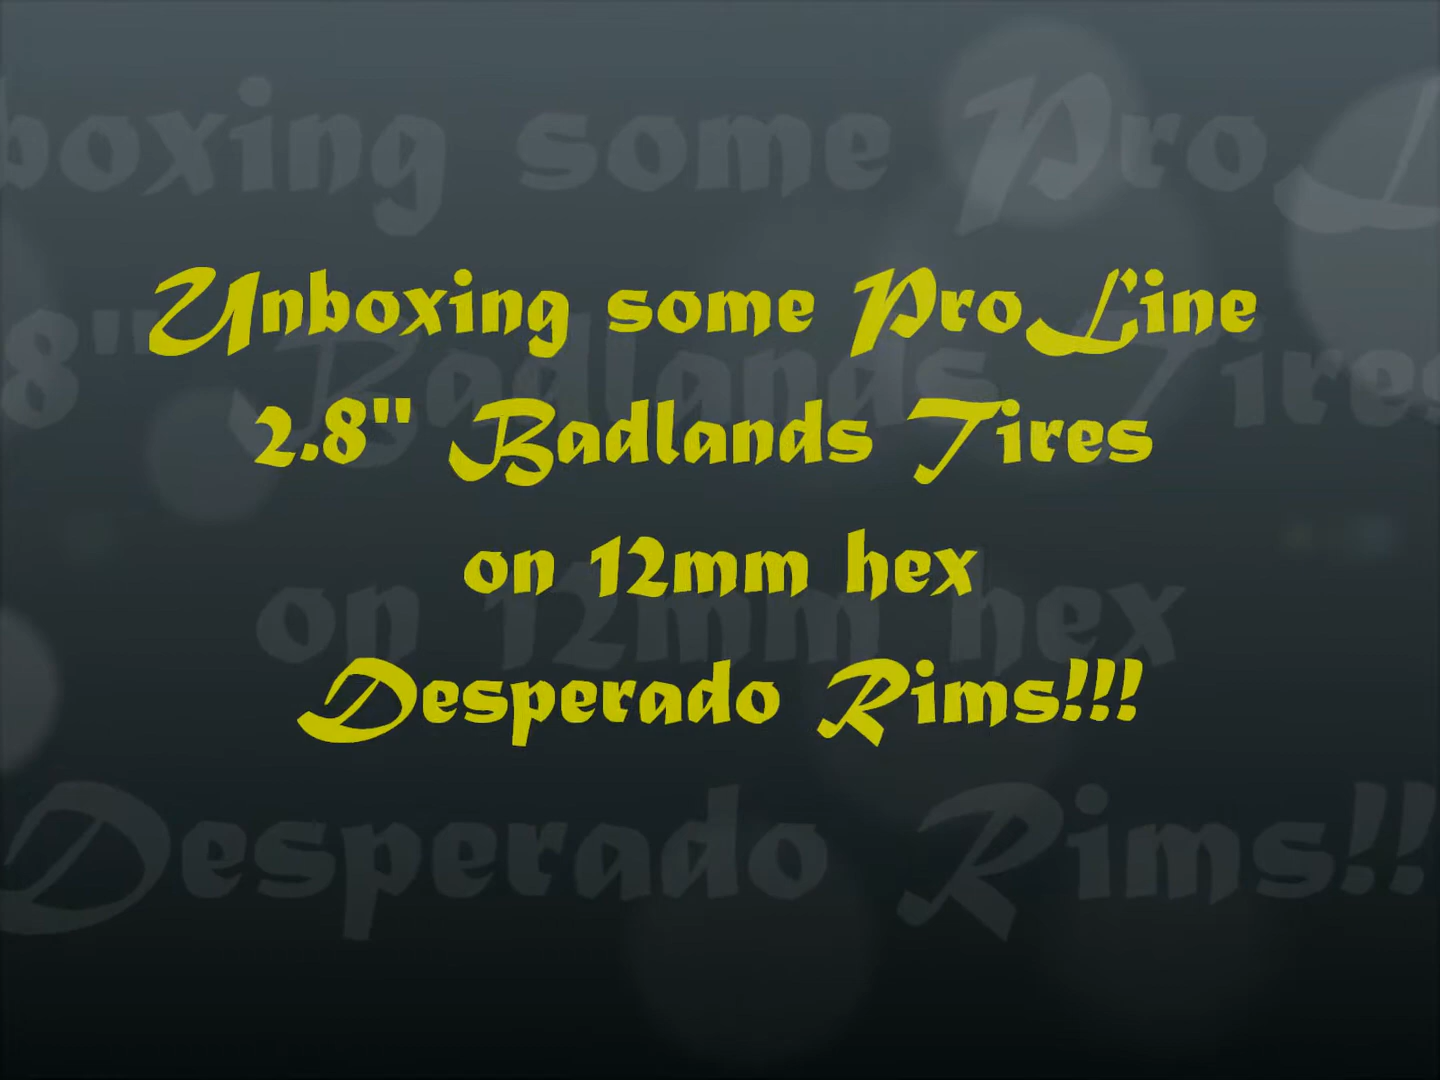 Unboxing some ProLine
2.8" Badlands Tires
on 12mm hex
Desperado Rims!!!